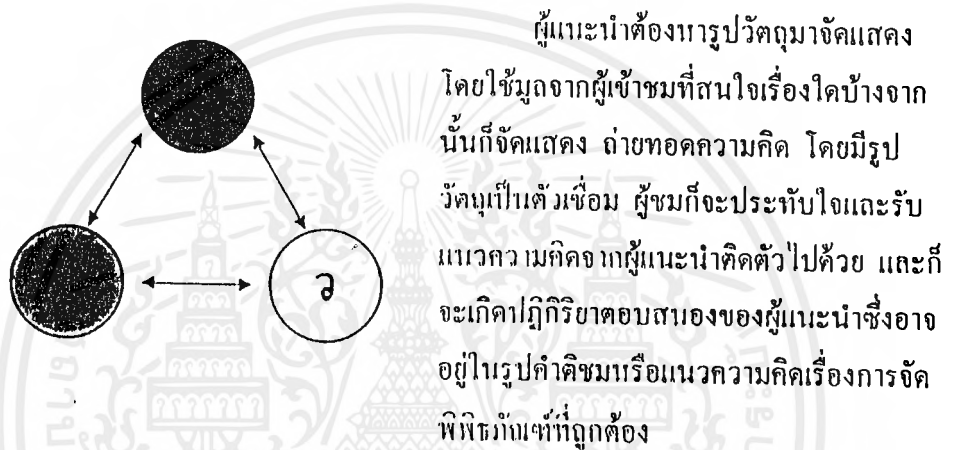 ผู้แนะนำต้องหารูปวัตถุมาจัดแสดง
โดยใช้มูลจากผู้เข้าชมที่สนใจเรื่องใดบ้างจาก
นั้นก็จัดแสดง ถ่ายทอดความคิด โดยมีรูป
วัตถุเป็นตัวเชื่อม ผู้ชมก็จะประทับใจและรับ
แนวความคิดจากผู้แนะนำติดตัวไปด้วย และก็
จะเกิดปฏิกิริยาตอบสนองของผู้แนะนำซึ่งอาจ
อยู่ในรูปคำติชมหรือแนวความคิดเรื่องการจัด
พิพิธภัณฑ์ที่ถูกต้อง
ว